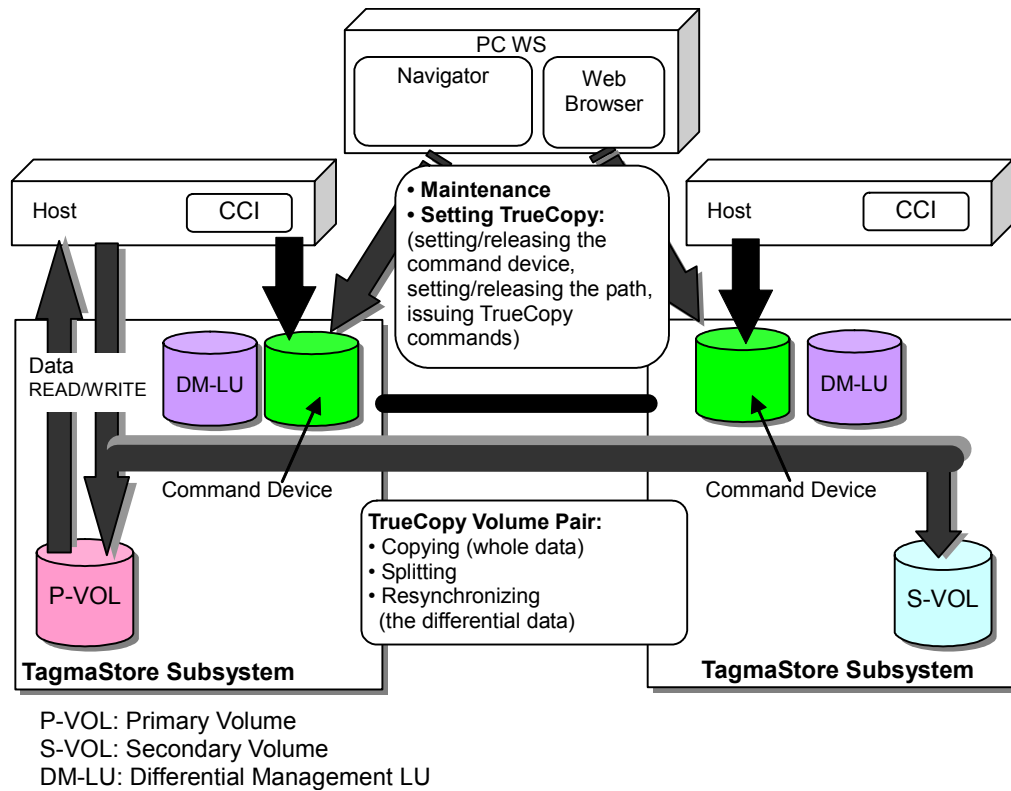 PC WS
Navigator
Web
Browser
Host
CCI
• Maintenance
• Setting TrueCopy:
(setting/releasing the
command device,
setting/releasing the path,
issuing TrueCopy
commands)
Host
CCI
Data
READ/WRITE
DM-LU
DM-LU
Command Device
Command Device
TrueCopy Volume Pair:
• Copying (whole data)
• Splitting
• Resynchronizing
(the differential data)
P-VOL
S-VOL
TagmaStore Subsystem
TagmaStore Subsystem
P-VOL: Primary Volume
S-VOL: Secondary Volume
DM-LU: Differential Management LU